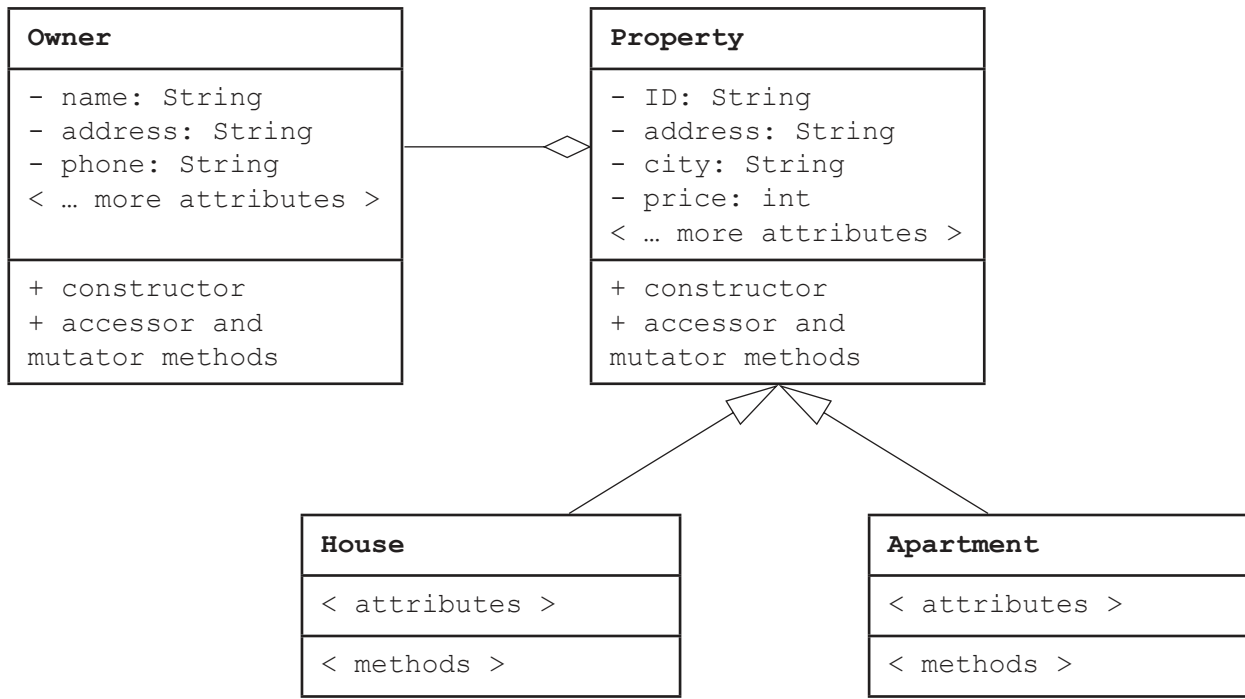 Owner
- name: String
- address: String
- phone: String
< … more attributes >
+ constructor
+ accessor and
mutator methods
Property
- ID: String
- address: String
- city: String
- price: int
< … more attributes >
+ constructor
+ accessor and
mutator methods
House
< attributes >
< methods >
Apartment
< attributes >
< methods >